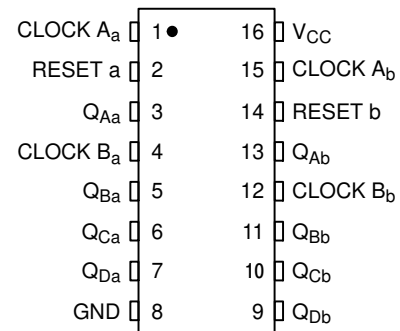 CLOCK Aa 1 16 VCC
RESET a 2 15 CLOCK Ab
QAa 3 14 RESET b
CLOCK Ba 4 13 QAb
QBa 5 12 CLOCK Bb
QCa 6 11 QBb
QDa 7 10 QCb
GND 8 9 QDb